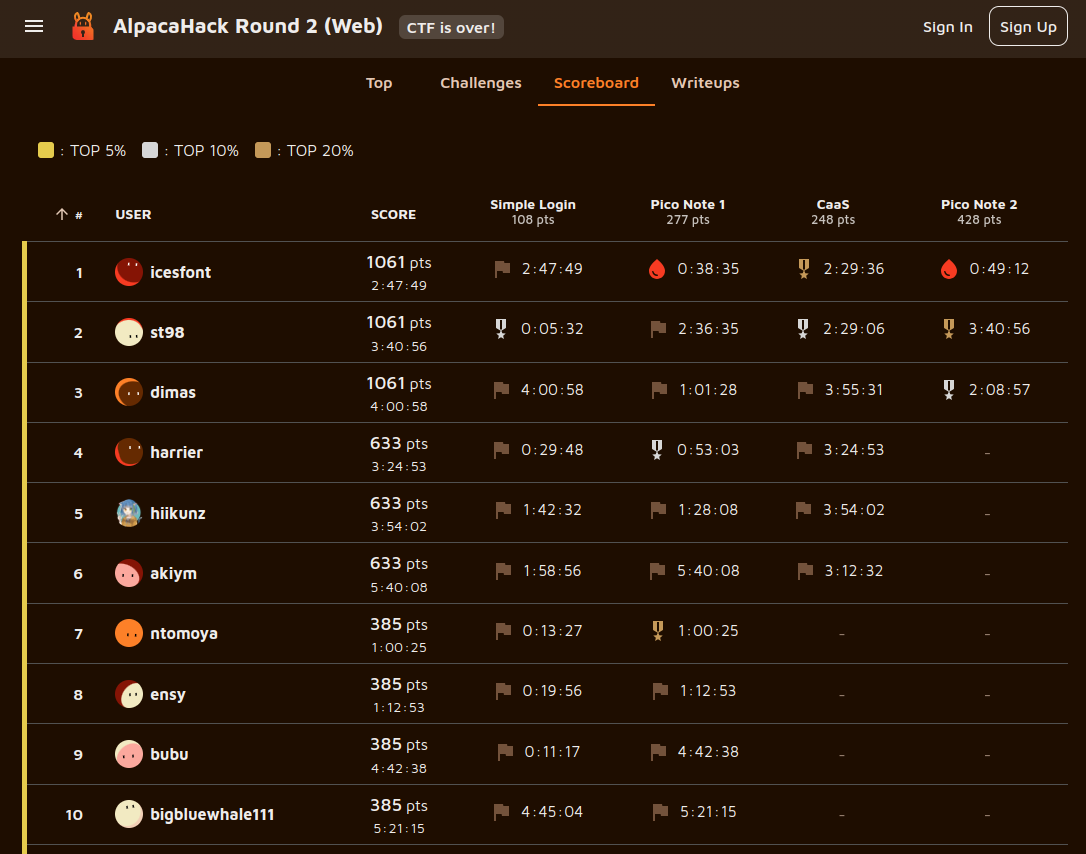 AlpacaHack Round 2 (Web) CTF is over! Sign In Sign Up
Top Challenges Scoreboard Writeups
: TOP 5% : TOP 10% : TOP 20%
# USER SCORE Simple Login Pico Note 1 CaaS Pico Note 2
108 pts 277 pts 248 pts 428 pts
1 icesfont 1061 pts 2:47:49 0:38:35 2:29:36 0:49:12
2:47:49
2 st98 1061 pts 0:05:32 2:36:35 2:29:06 3:40:56
3:40:56
3 dimas 1061 pts 4:00:58 1:01:28 3:55:31 2:08:57
4:00:58
4 harrier 633 pts 0:29:48 0:53:03 3:24:53 -
3:24:53
5 hiikunz 633 pts 1:42:32 1:28:08 3:54:02 -
3:54:02
6 akiym 633 pts 1:58:56 5:40:08 3:12:32 -
5:40:08
7 ntomoya 385 pts 0:13:27 1:00:25 - -
1:00:25
8 ensy 385 pts 0:19:56 1:12:53 - -
1:12:53
9 bubu 385 pts 0:11:17 4:42:38 - -
4:42:38
10 bigbluewhale111 385 pts 4:45:04 5:21:15 - -
5:21:15